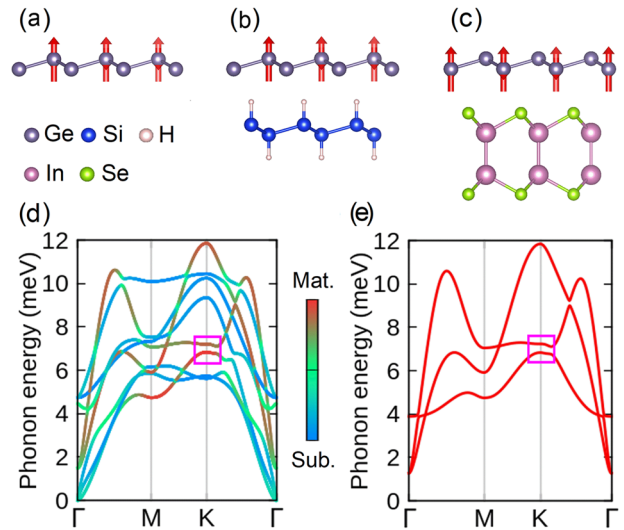 (a) (b) (c)
Ge Si H
In Se
(d) (e)
12 12
10 10
8 8
6 6
4 4
2 2
0 0
Phonon energy (meV) Phonon energy (meV)
Mat.
Sub.
Γ M K Γ Γ M K Γ